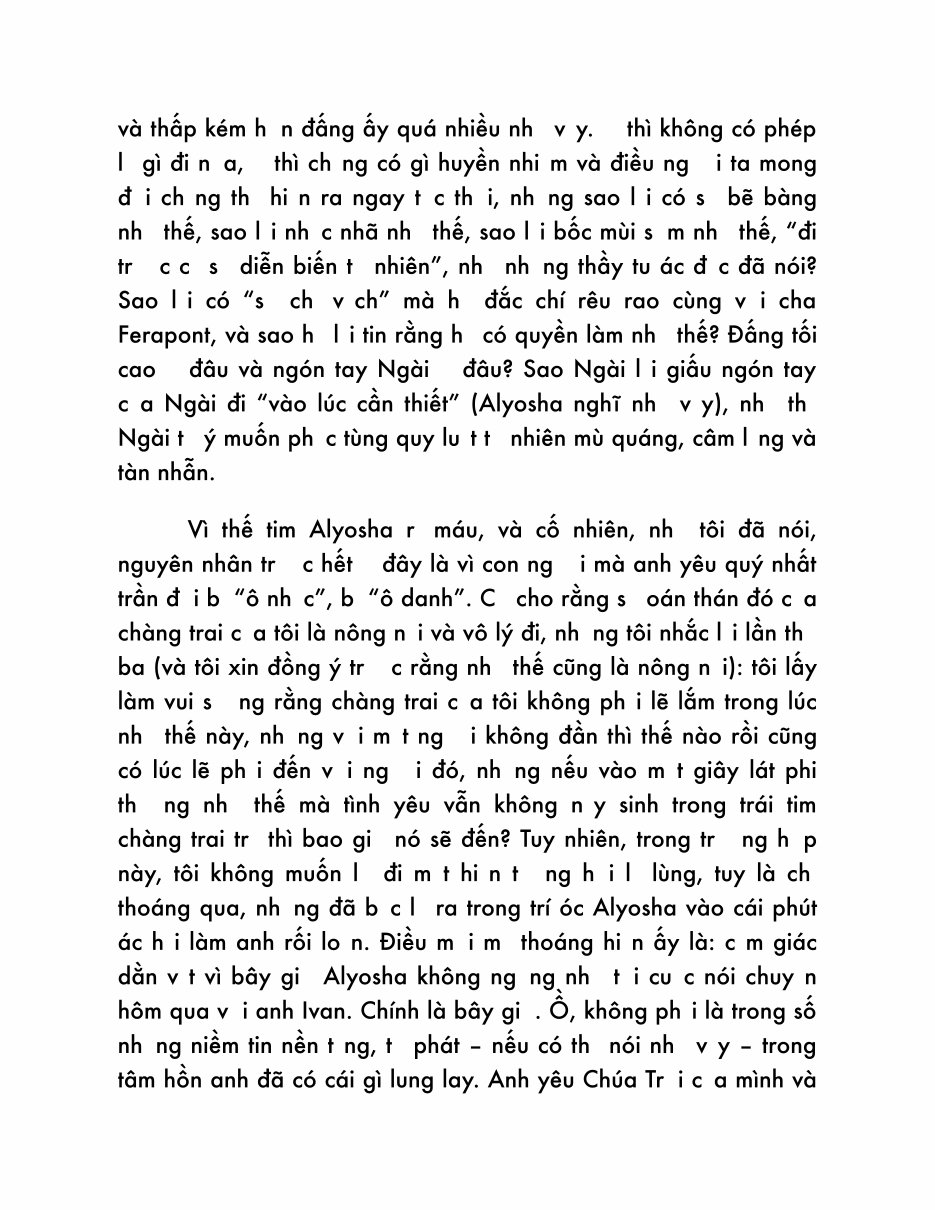 và thấp kém h n đấng ấy quá nhiều nh v y. thì không có phép
l gì đi n a, thì ch ng có gì huyền nhi m và điều ng i ta mong
đ i ch ng th hi n ra ngay t c th i, nh ng sao l i có s bẽ bàng
nh thế, sao l i nh c nhã nh thế, sao l i bốc mùi s m nh thế, “đi
tr c c s diễn biến t nhiên”, nh nh ng thầy tu ác đ c đã nói?
Sao l i có “s ch v ch” mà h đắc chí rêu rao cùng v i cha
Ferapont, và sao h l i tin rằng h có quyền làm nh thế? Đấng tối
cao đâu và ngón tay Ngài đâu? Sao Ngài l i giấu ngón tay
c a Ngài đi “vào lúc cần thiết” (Alyosha nghĩ nh v y), nh th
Ngài t ý muốn ph c tùng quy lu t t nhiên mù quáng, câm l ng và
tàn nhẫn.
Vì thế tim Alyosha r máu, và cố nhiên, nh tôi đã nói,
nguyên nhân tr c hết đây là vì con ng i mà anh yêu quý nhất
trần đ i b “ô nh c”, b “ô danh”. C cho rằng s oán thán đó c a
chàng trai c a tôi là nông n i và vô lý đi, nh ng tôi nhắc l i lần th
ba (và tôi xin đồng ý tr c rằng nh thế cũng là nông n i): tôi lấy
làm vui s ng rằng chàng trai c a tôi không ph i lẽ lắm trong lúc
nh thế này, nh ng v i m t ng i không đần thì thế nào rồi cũng
có lúc lẽ ph i đến v i ng i đó, nh ng nếu vào m t giây lát phi
th ng nh thế mà tình yêu vẫn không n y sinh trong trái tim
chàng trai tr thì bao gi nó sẽ đến? Tuy nhiên, trong tr ng h p
này, tôi không muốn l đi m t hi n t ng h i l lùng, tuy là ch
thoáng qua, nh ng đã b c l ra trong trí óc Alyosha vào cái phút
ác h i làm anh rối lo n. Điều m i m thoáng hi n ấy là: c m giác
dằn v t vì bây gi Alyosha không ng ng nh t i cu c nói chuy n
hôm qua v i anh Ivan. Chính là bây gi . Ồ, không ph i là trong số
nh ng niềm tin nền t ng, t phát – nếu có th nói nh v y – trong
tâm hồn anh đã có cái gì lung lay. Anh yêu Chúa Tr i c a mình và